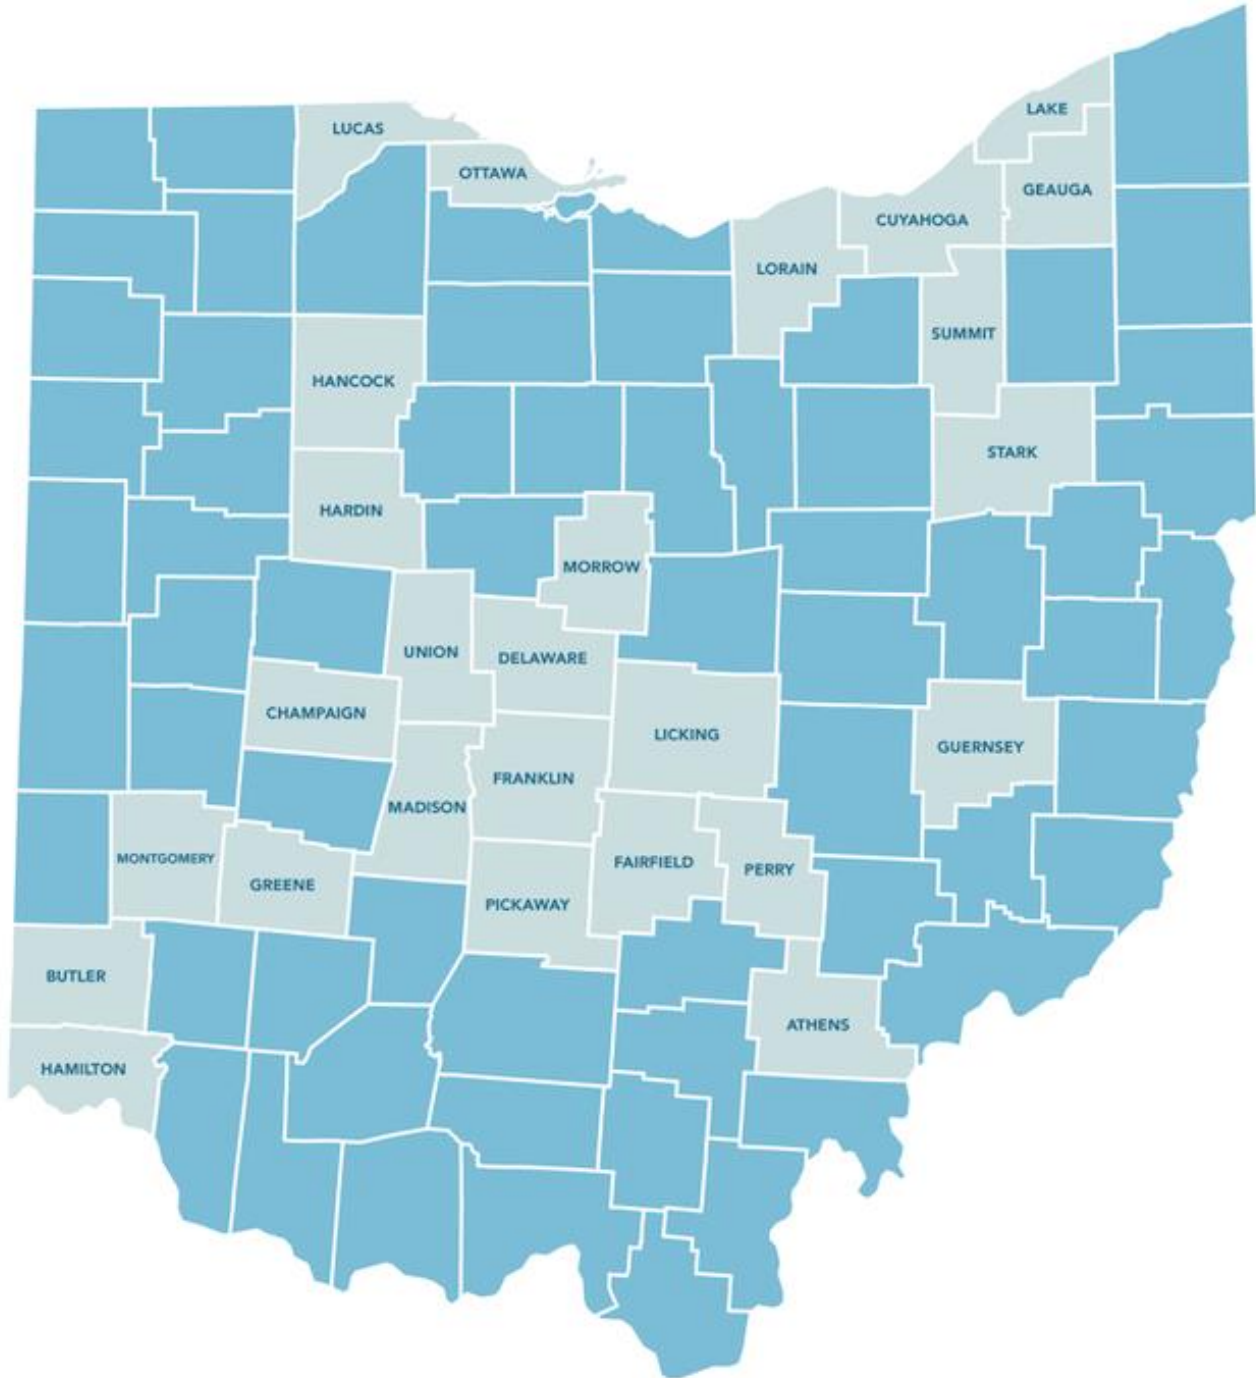 LAKE
LUCAS
OTTAWA
GEAUGA
CUYAHOGA
LORAIN
SUMMIT
HANCOCK
STARK
HARDIN
MORROW
UNION
DELAWARE
CHAMPAIGN
LICKING
GUERNSEY
FRANKLIN
MADISON
MONTGOMERY
FAIRFIELD
PERRY
GREENE
PICKAWAY
BUTLER
ATHENS
HAMILTON